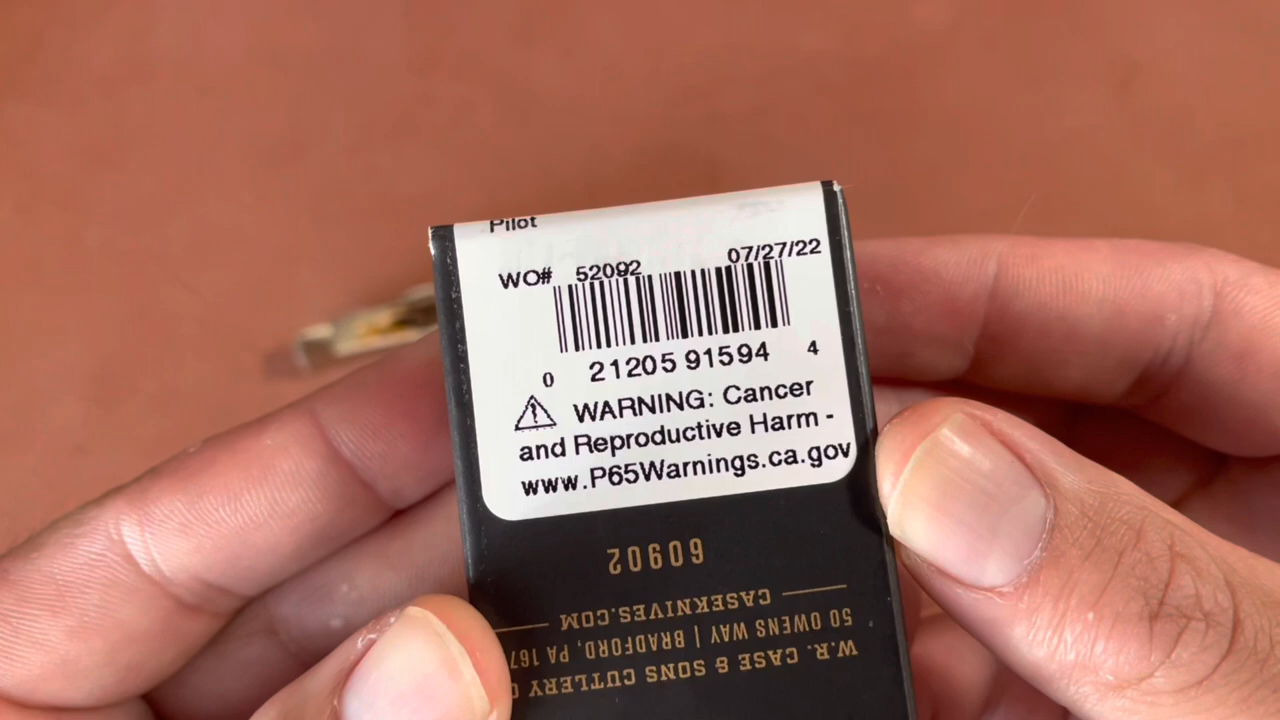 Pilot
WO# 52092 07/27/22
0 21205 91594 4
WARNING: Cancer
and Reproductive Harm -
www.P65Warnings.ca.gov
W.R. CASE & SONS CUTLERY
50 OWENS WAY | BRADFORD, PA 167
CASEKNIVES.COM
60902